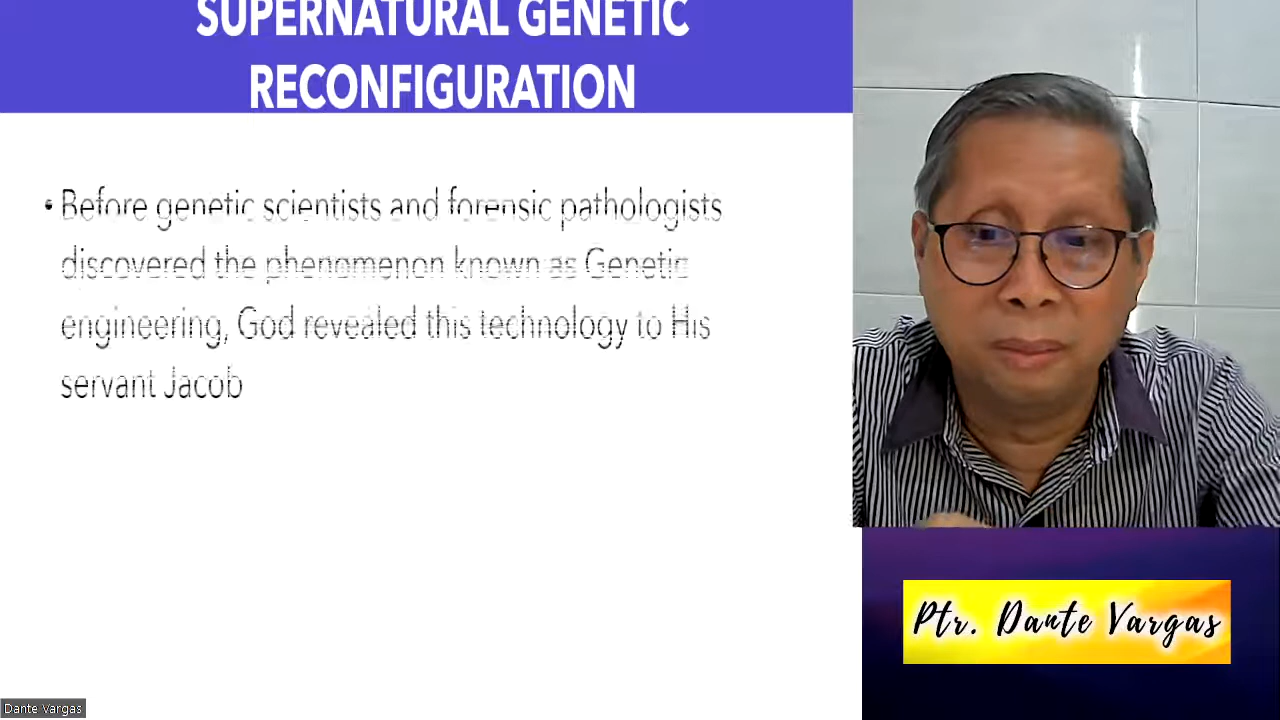 SUPERNATURAL GENETIC
RECONFIGURATION
• Before genetic scientists and forensic pathologists
discovered the phenomenon known as Genetic
engineering, God revealed this technology to His
servant Jacob
Ptr. Dante Vargas
Dante Vargas